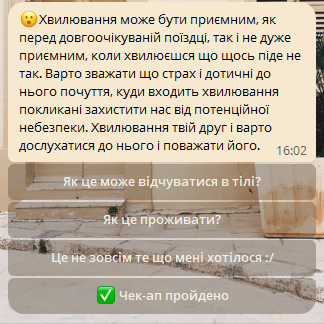 😮Хвилювання може бути приємним, як
перед довгоочікуваній поїздці, так і не дуже
приємним, коли хвилюєшся що щось піде не
так. Варто зважати що страх і дотичні до
нього почуття, куди входить хвилювання
покликані захистити нас від потенційної
небезпеки. Хвилювання твій друг і варто
дослухатися до нього і поважати його.
16:02
Як це може відчуватися в тілі?
Як це проживати?
Це не зовсім те що мені хотілося :/
✅ Чек-ап пройдено